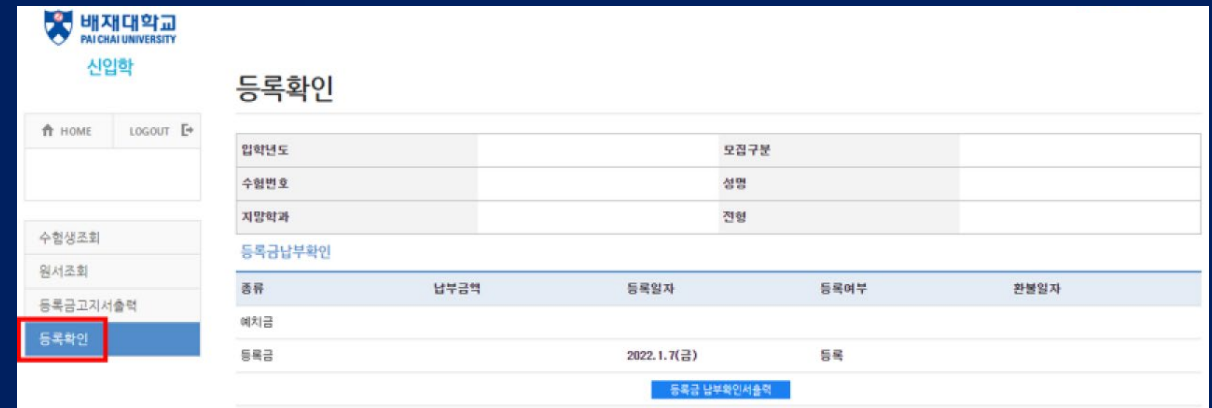 배재대학교
PAI CHAI UNIVERSITY
신입학
HOME LOGOUT
수험생조회
원서조회
등록금고지서출력
등록확인
등록확인
입학년도 모집구분
수험번호 성명
지망학과 전형
등록금납부확인
종류 납부금액 등록일자 등록여부 환불일자
예치금
등록금 2022.1.7(금) 등록
등록금 납부확인서출력